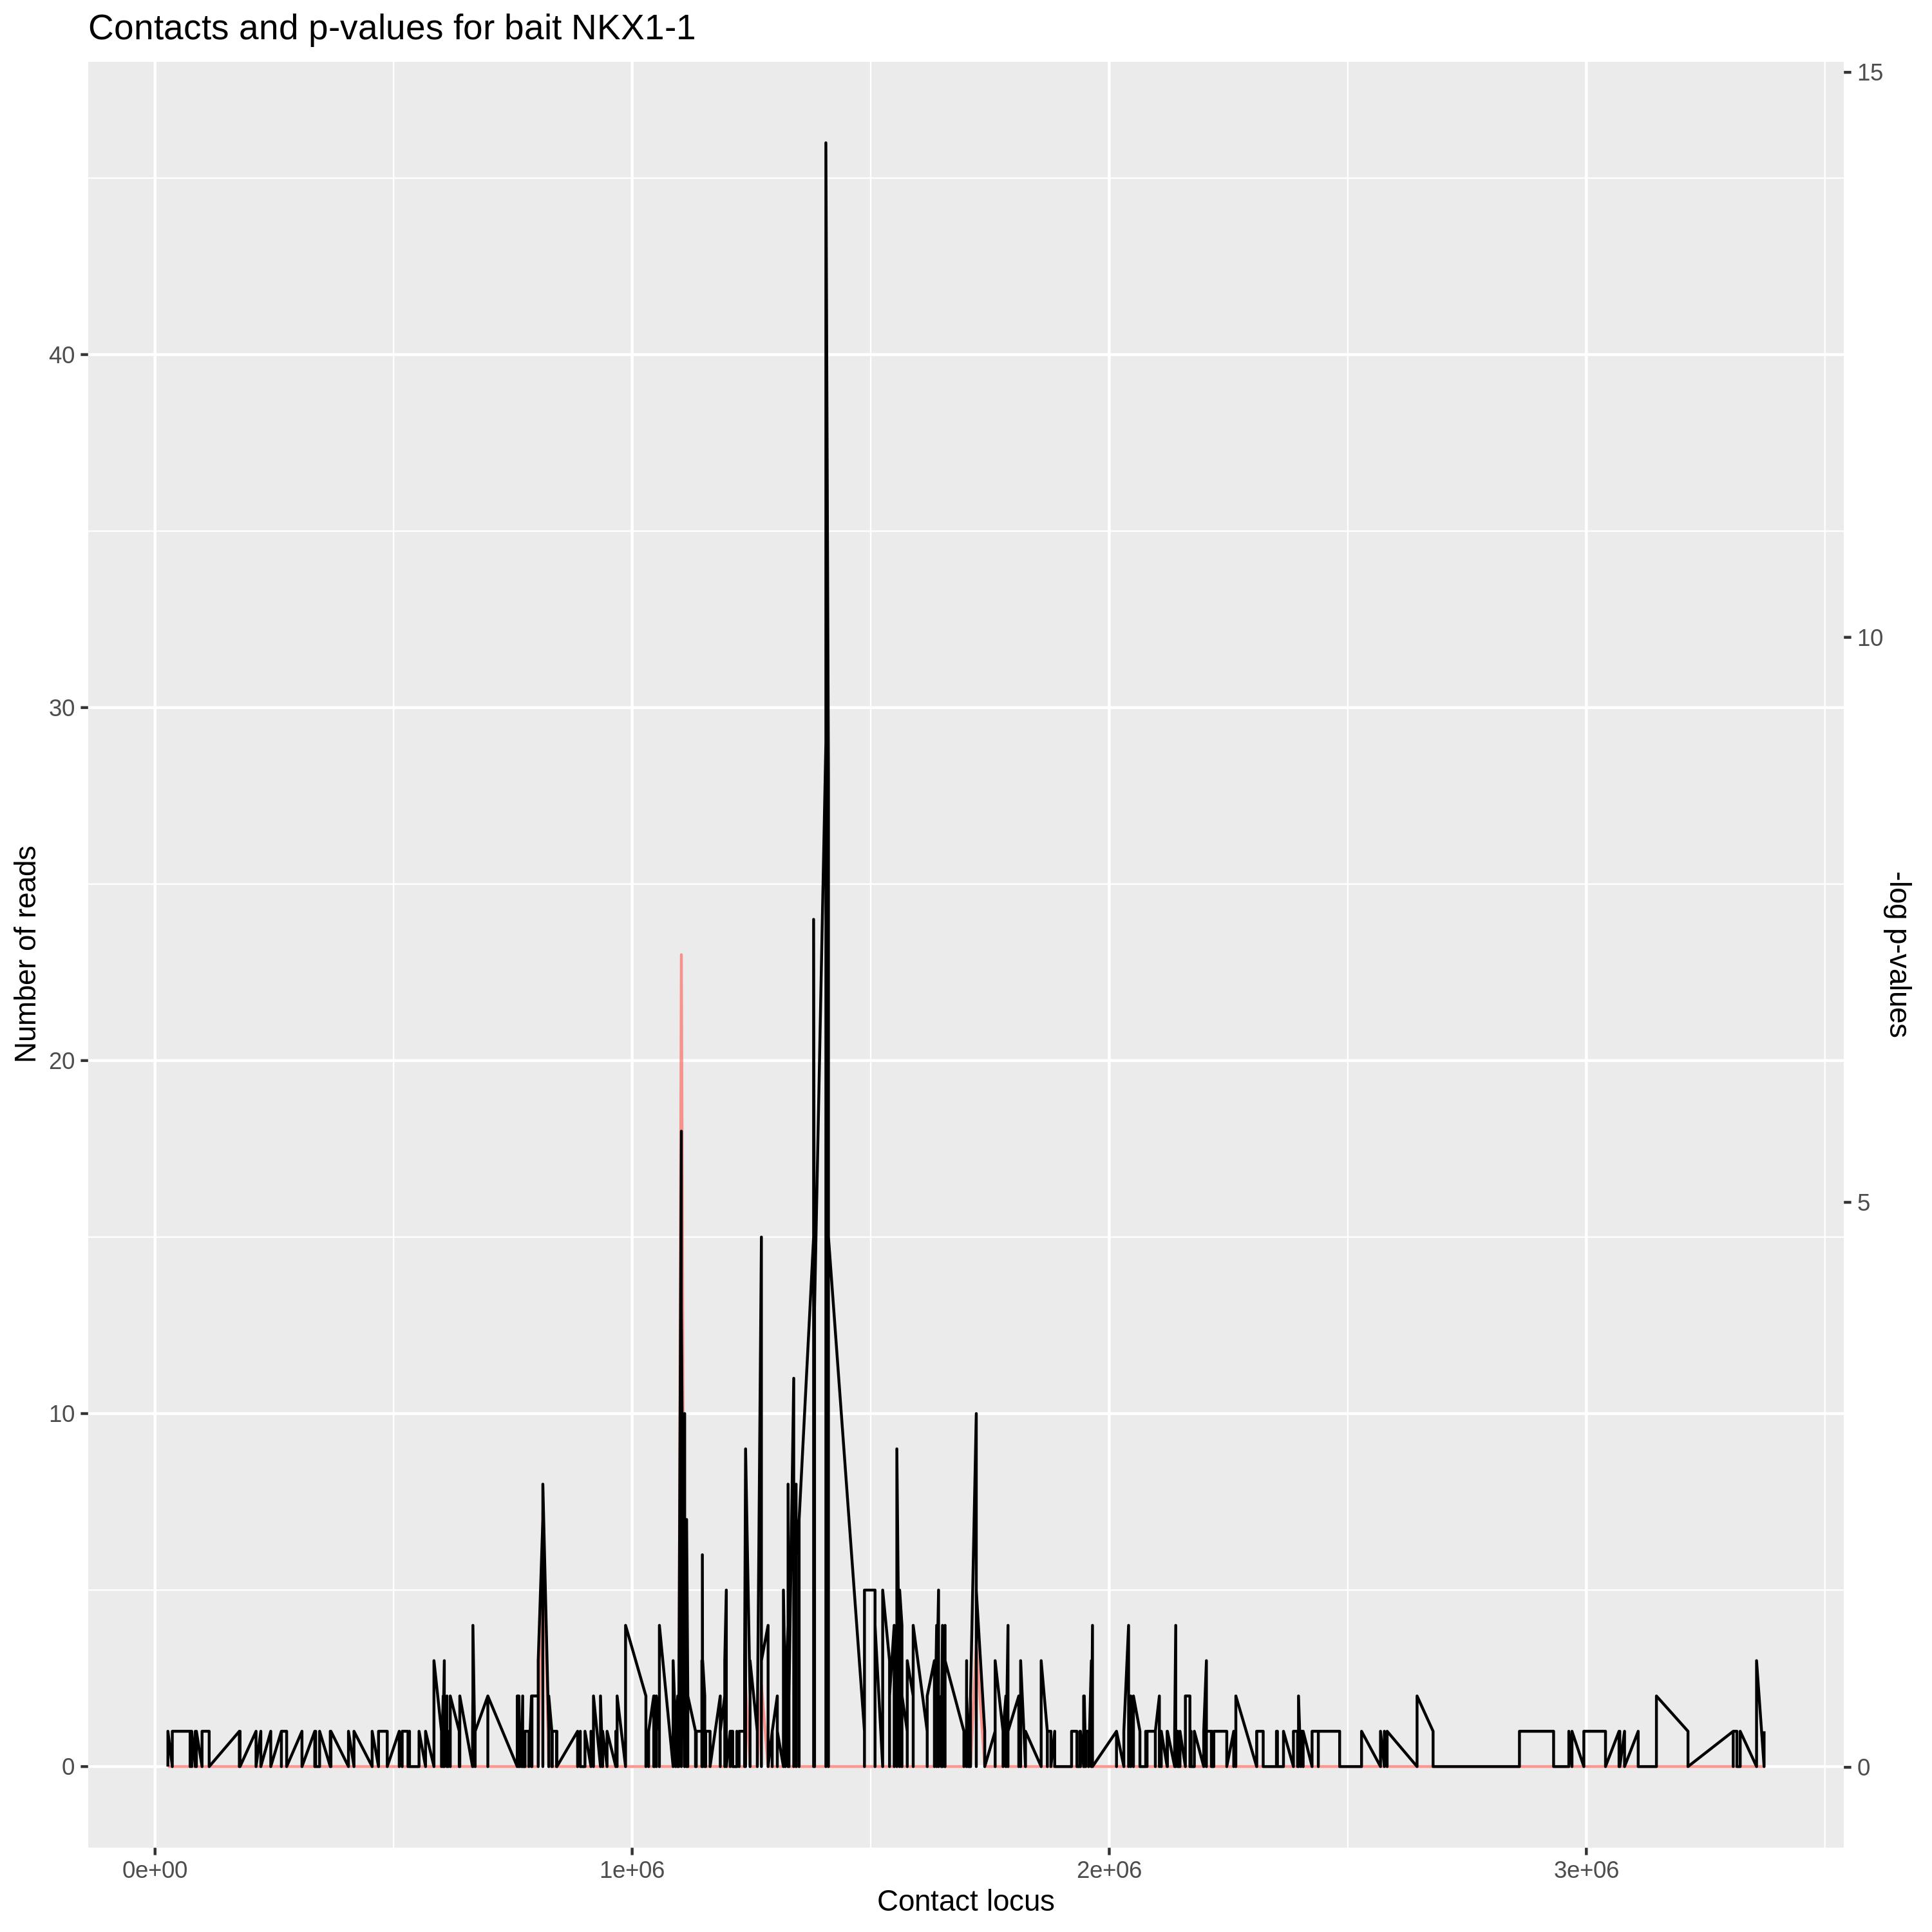 Contacts and p-values for bait NKX1-1
15
40
10
30
Number of reads
-log p-values
20
5
10
0
0
0e+00
1e+06
2e+06
3e+06
Contact locus